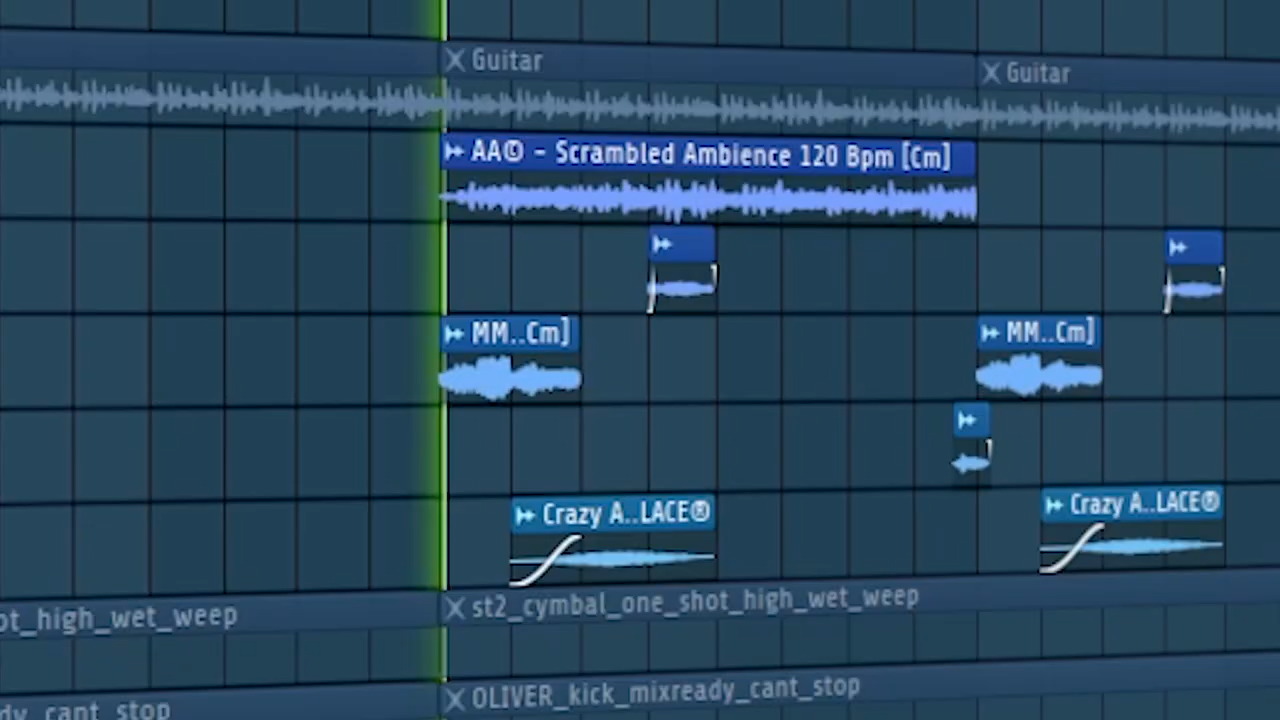 Guitar
Guitar
AA© - Scrambled Ambience 120 Bpm [Cm]
MM..Cm]
MM..Cm]
Crazy A..LACE®
Crazy A..LACE®
ot_high_wet_weep
st2_cymbal_one_shot_high_wet_weep
dy_cant_stop
OLIVER_kick_mixready_cant_stop